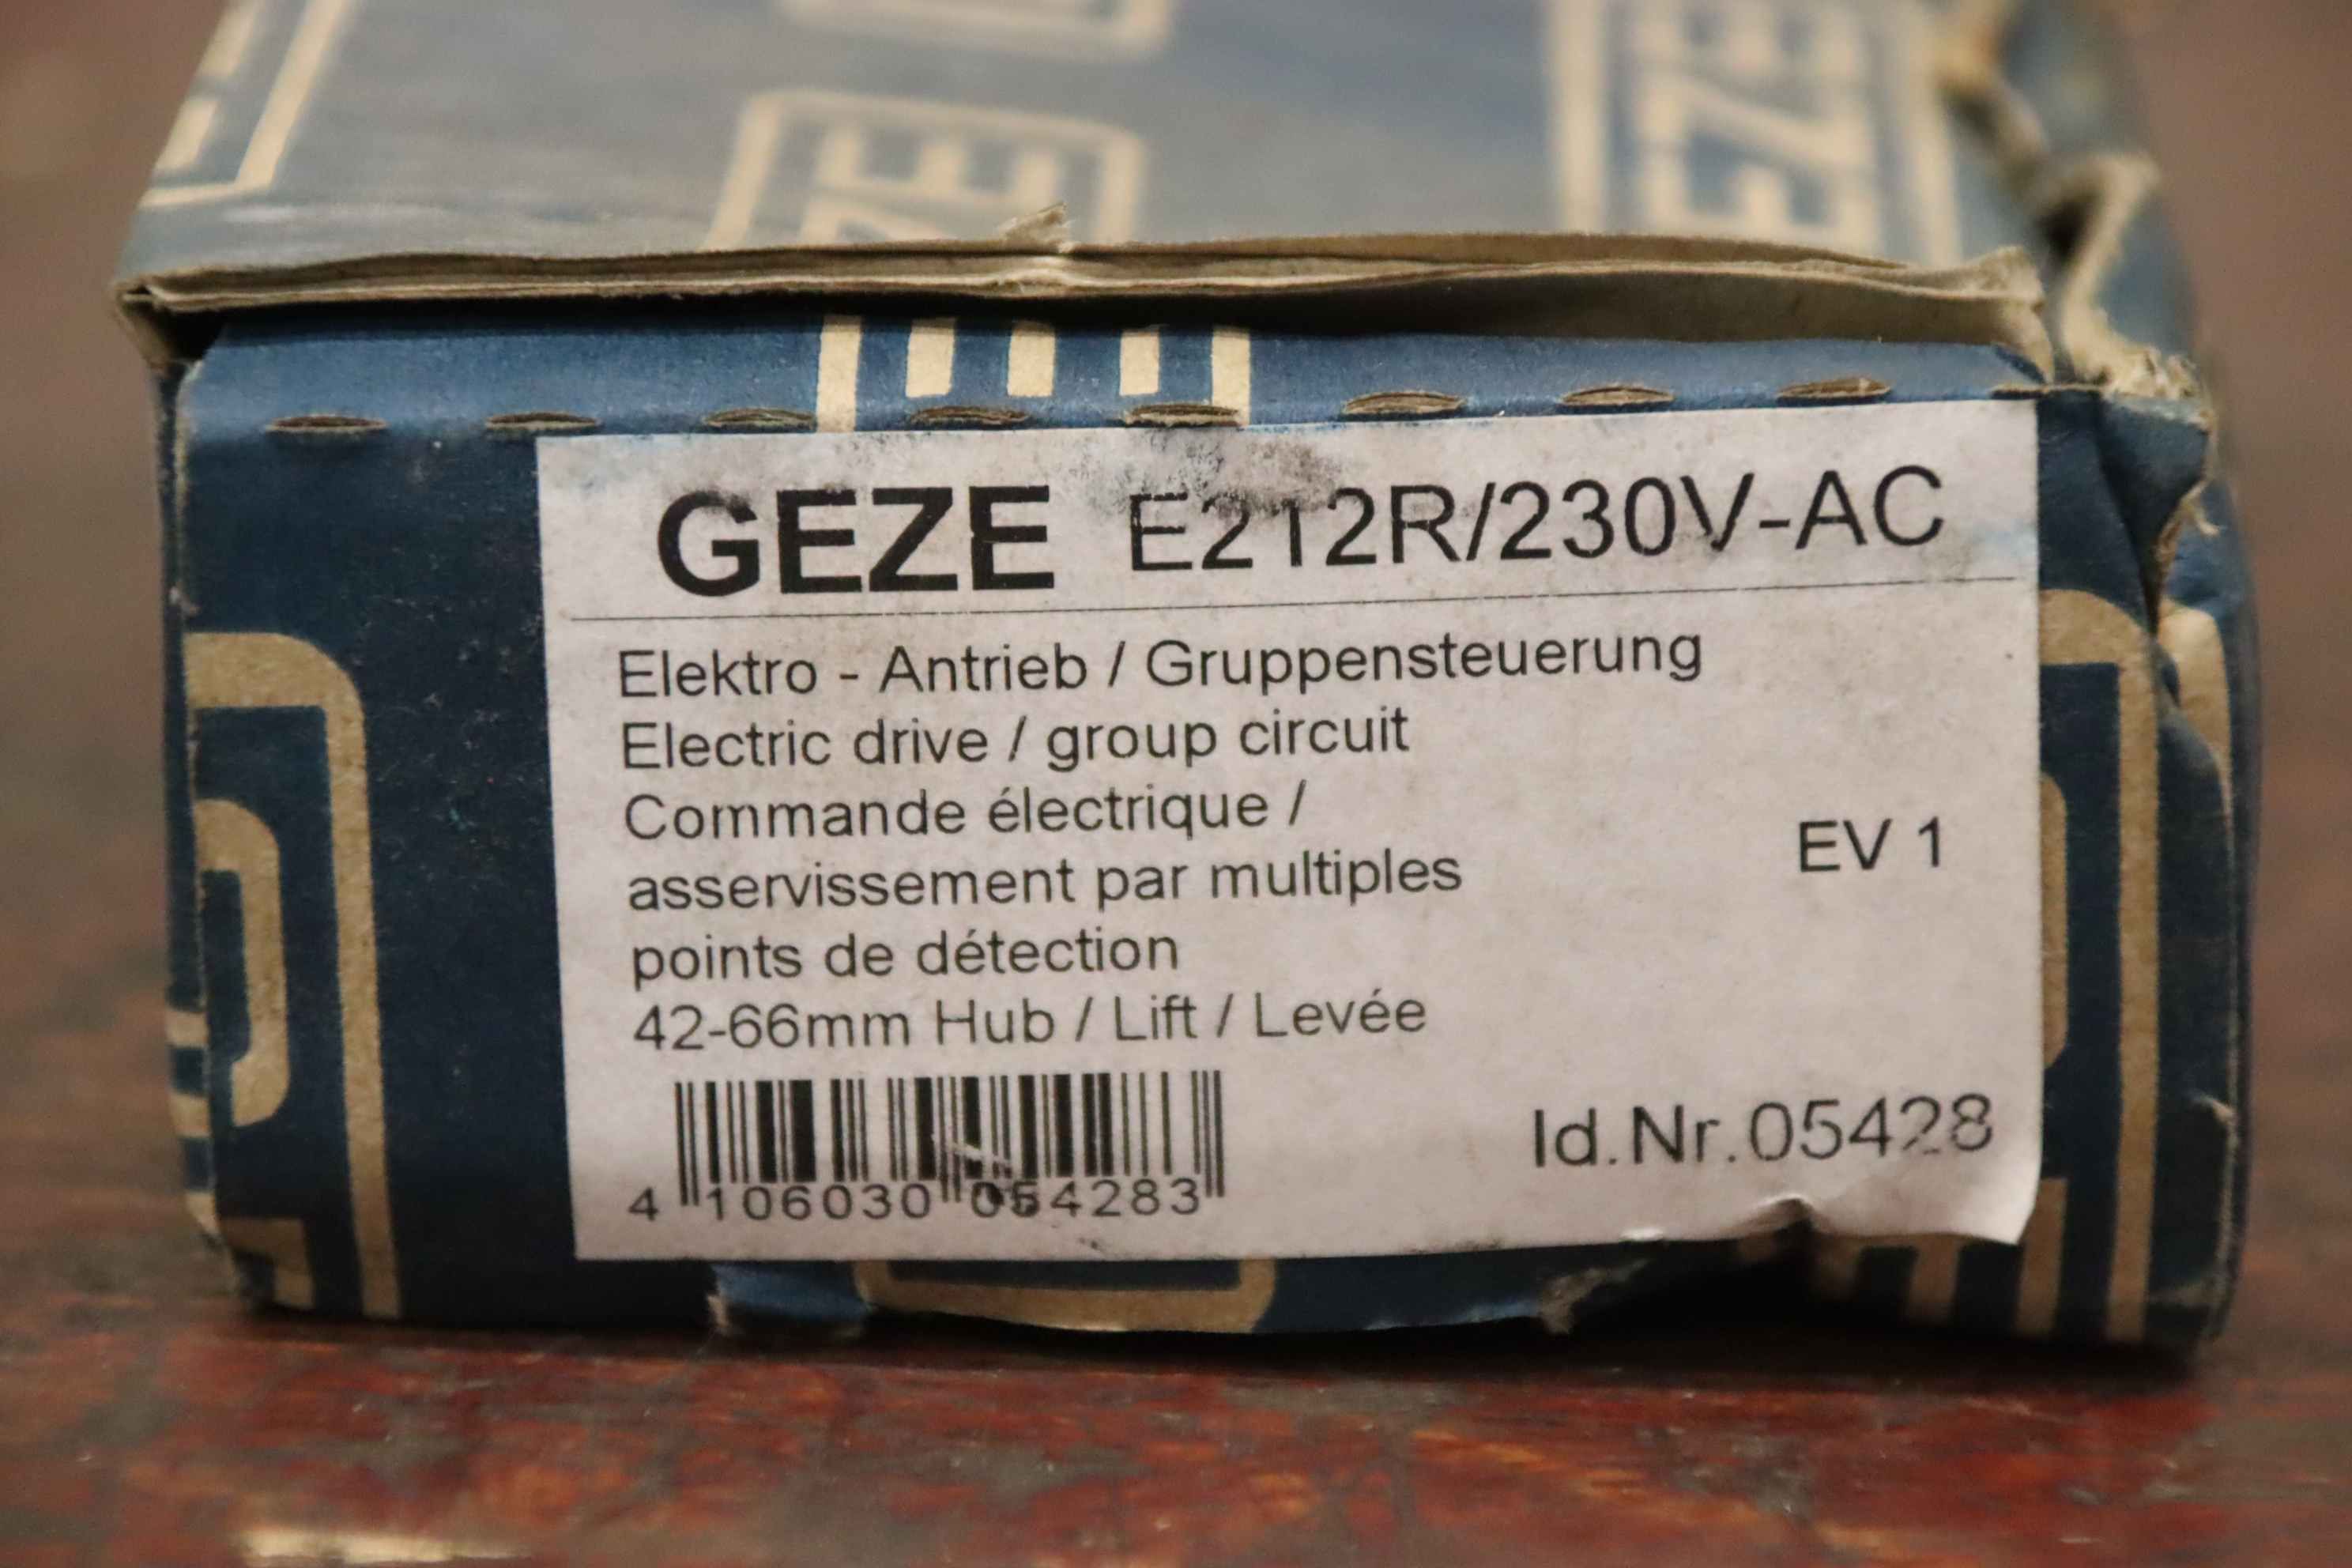 GEZE E212R/230V-AC
Elektro - Antrieb / Gruppensteuerung
Electric drive / group circuit
Commande électrique /
asservissement par multiples
points de détection
42-66mm Hub / Lift / Levée
EV 1
Id.Nr.05428
4 106030 054283